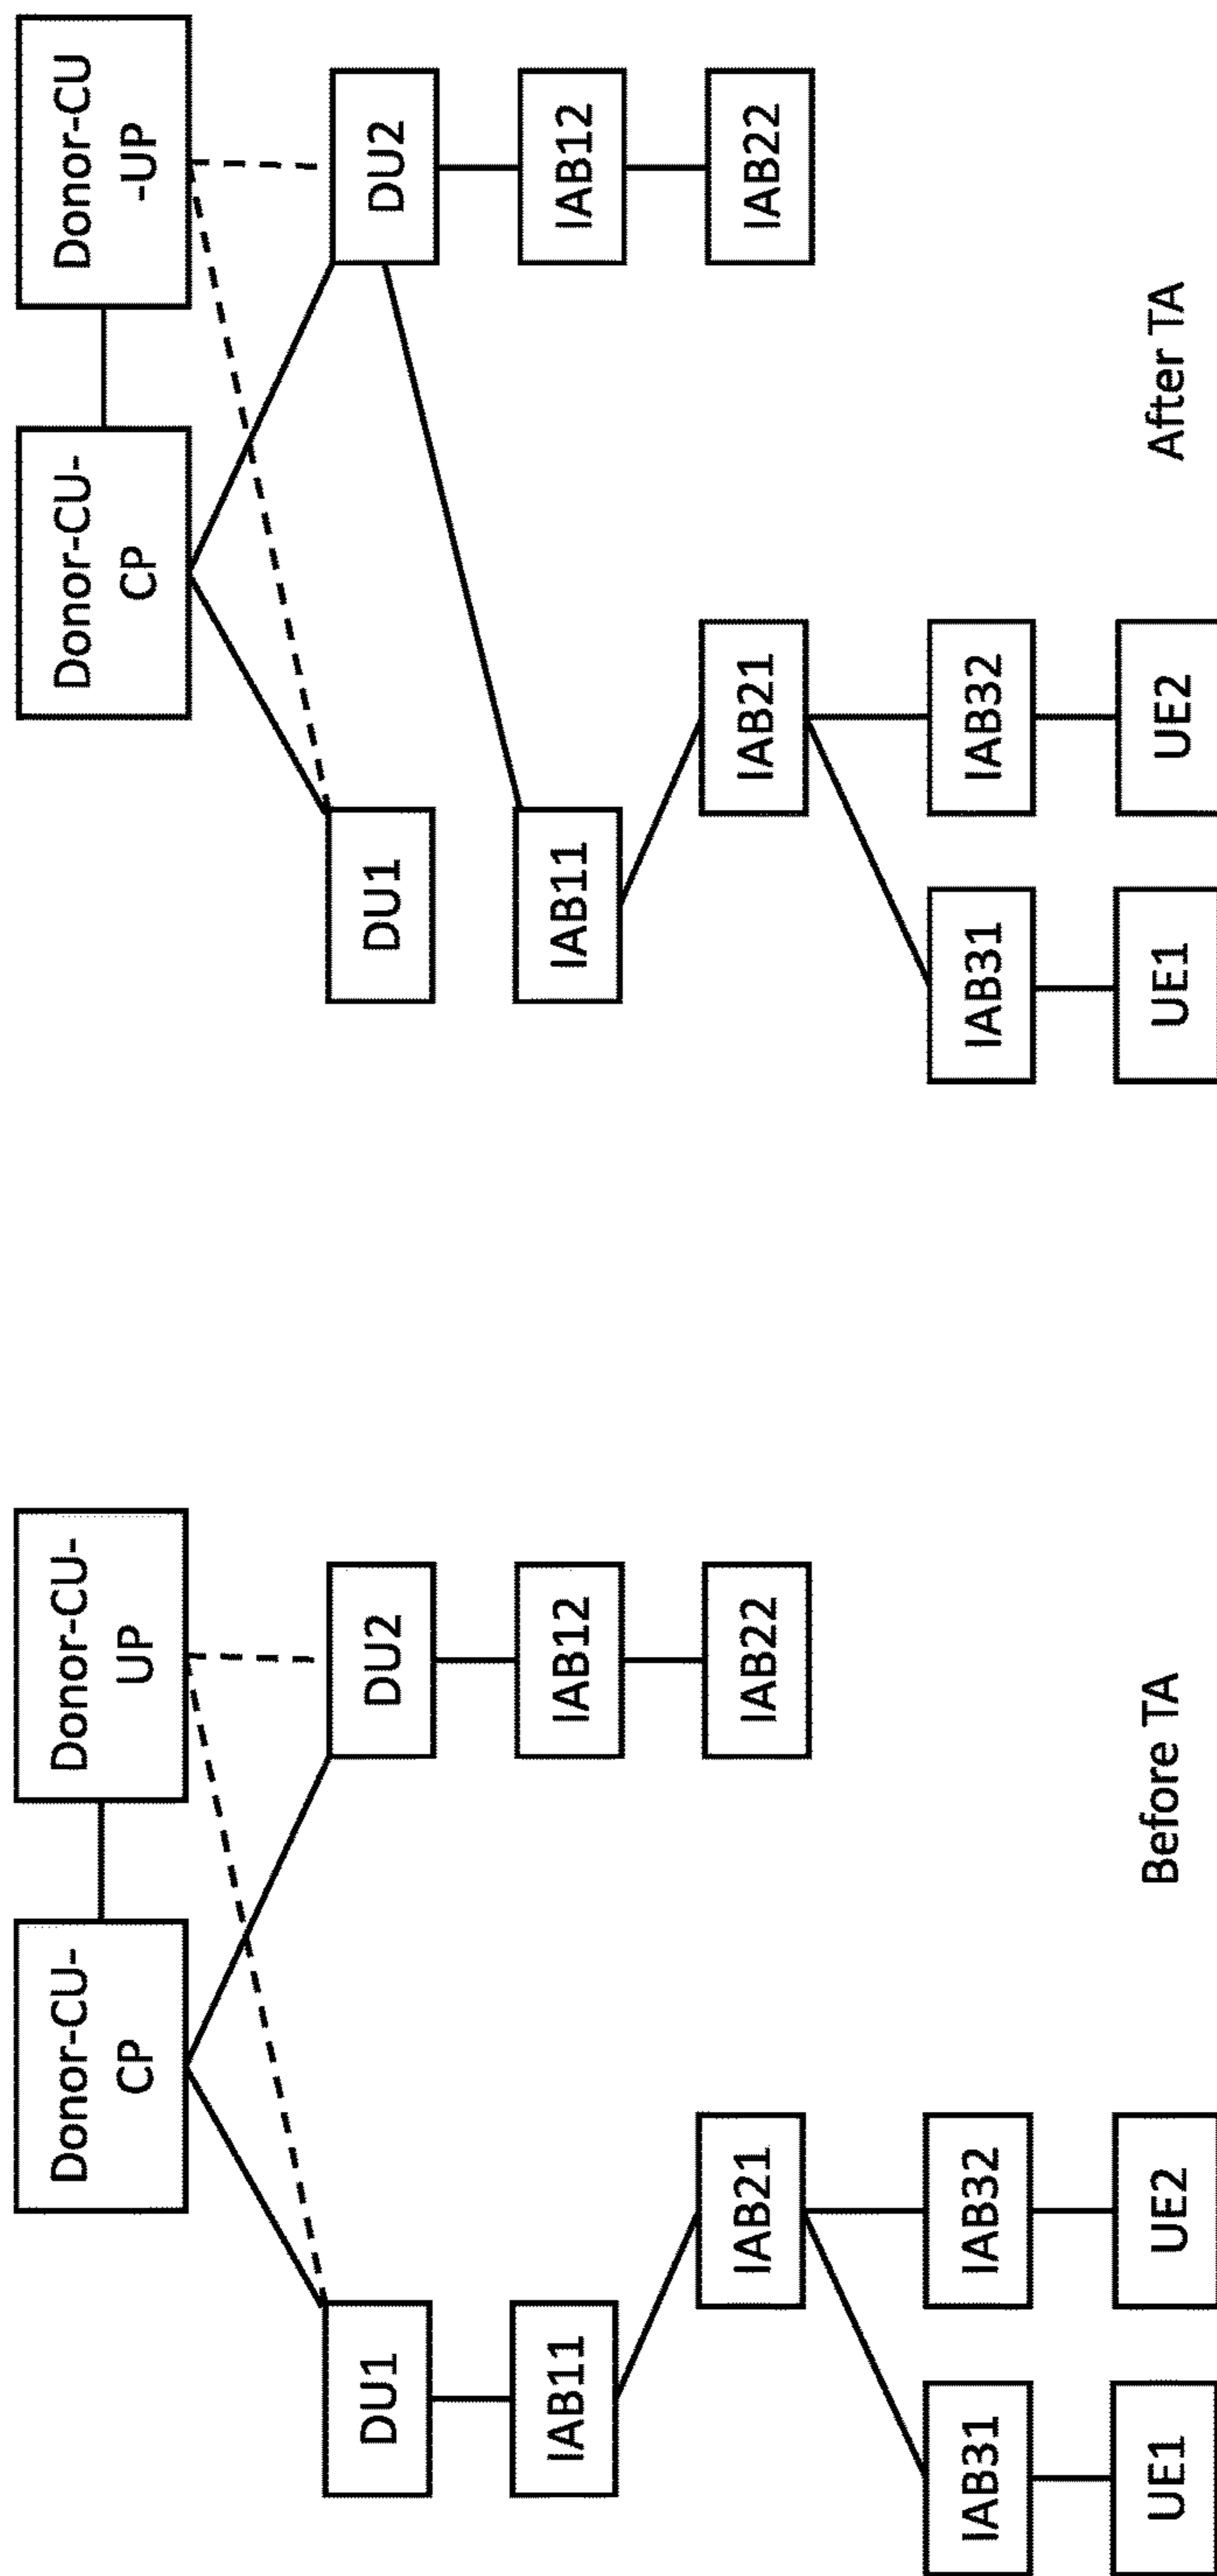 Donor-CU-
CP
Donor-CU-
UP
DU1
DU2
IAB11
IAB12
IAB21
IAB22
IAB31
IAB32
UE1
UE2
Before TA
Donor-CU-
CP
Donor-CU
-UP
DU1
DU2
IAB11
IAB12
IAB21
IAB22
IAB31
IAB32
UE1
UE2
After TA